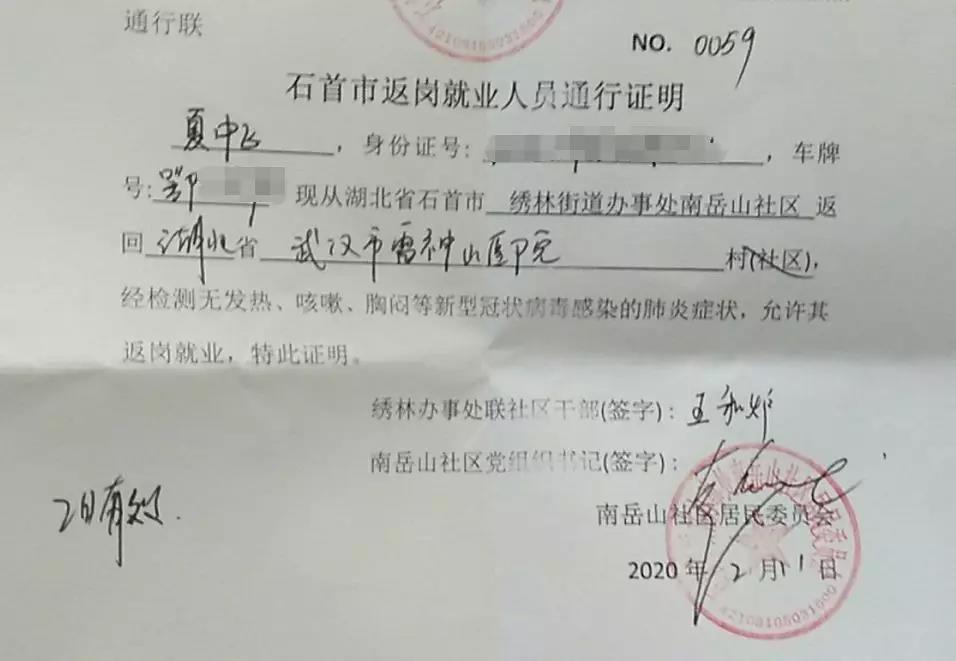 通行联
NO. 0059
石首市返岗就业人员通行证明
夏中飞，身份证号：，车牌
号：鄂 现从湖北省石首市 绣林街道办事处南岳山社区 返
回 湖北省 武汉市雷神山医院 村(社区)，
经检测无发热、咳嗽、胸闷等新型冠状病毒感染的肺炎症状，允许其
返岗就业，特此证明。
绣林办事处联社区干部(签字)：王
南岳山社区党组织书记(签字)：
2日有效.
南岳山社区居民委员会
2020 年 2 月 11 日